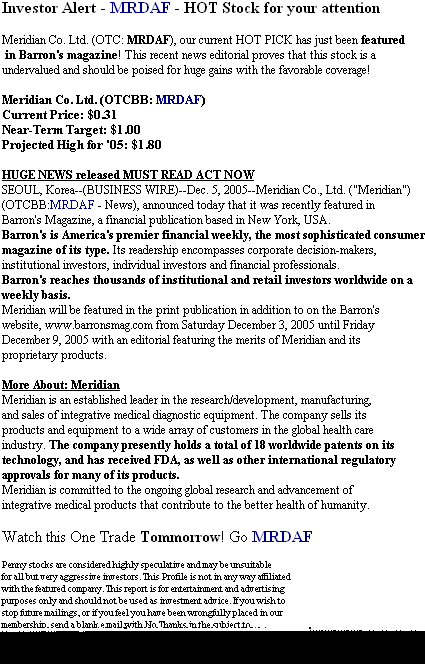 Investor Alert - MRDAF - HOT Stock for your attention
Meridian Co. Ltd. (OTC: MRDAF), our current HOT PICK has just been featured
in Barron's magazine! This recent news editorial proves that this stock is a
undervalued and should be poised for huge gains with the favorable coverage!
Meridian Co. Ltd. (OTCBB: MRDAF)
Current Price: $0.31
Near-Term Target: $1.00
Projected High for '05: $1.80
HUGE NEWS released MUST READ ACT NOW
SEOUL, Korea--(BUSINESS WIRE)--Dec. 5, 2005--Meridian Co., Ltd. ("Meridian")
(OTCBB:MRDAF - News), announced today that it was recently featured in
Barron's Magazine, a financial publication based in New York, USA.
Barron's is America's premier financial weekly, the most sophisticated consumer
magazine of its type. Its readership encompasses corporate decision-makers,
institutional investors, individual investors and financial professionals.
Barron's reaches thousands of institutional and retail investors worldwide on a
weekly basis.
Meridian will be featured in the print publication in addition to on the Barron's
website, www.barronsmag.com from Saturday December 3, 2005 until Friday
December 9, 2005 with an editorial featuring the merits of Meridian and its
proprietary products.
More About: Meridian
Meridian is an established leader in the research/development, manufacturing,
and sales of integrative medical diagnostic equipment. The company sells its
products and equipment to a wide array of customers in the global health care
industry. The company presently holds a total of 18 worldwide patents on its
technology, and has received FDA, as well as other international regulatory
approvals for many of its products.
Meridian is committed to the ongoing global research and advancement of
integrative medical products that contribute to the better health of humanity.
Watch this One Trade Tommorrow! Go MRDAF
Penny stocks are considered highly speculative and may be unsuitable
for all but very aggressive investors. This Profile is not in any way affiliated
with the featured company. This report is for entertainment and advertising
purposes only and should not be used as investment advice. If you wish to
stop future mailings, or if you feel you have been wrongfully placed in our
membership, send a blank e mail with No Thanks in the subject to